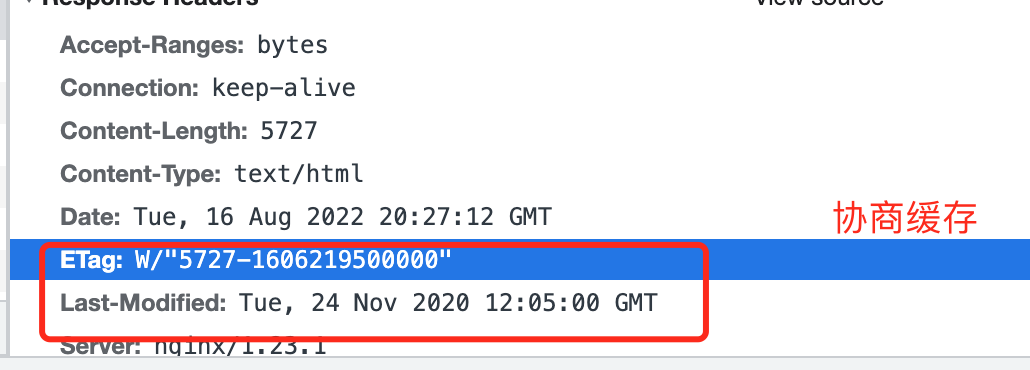 Response Headers view source
Accept-Ranges: bytes
Connection: keep-alive
Content-Length: 5727
Content-Type: text/html
Date: Tue, 16 Aug 2022 20:27:12 GMT
协商缓存
ETag: W/"5727-1606219500000"
Last-Modified: Tue, 24 Nov 2020 12:05:00 GMT
Server: nginx/1.23.1